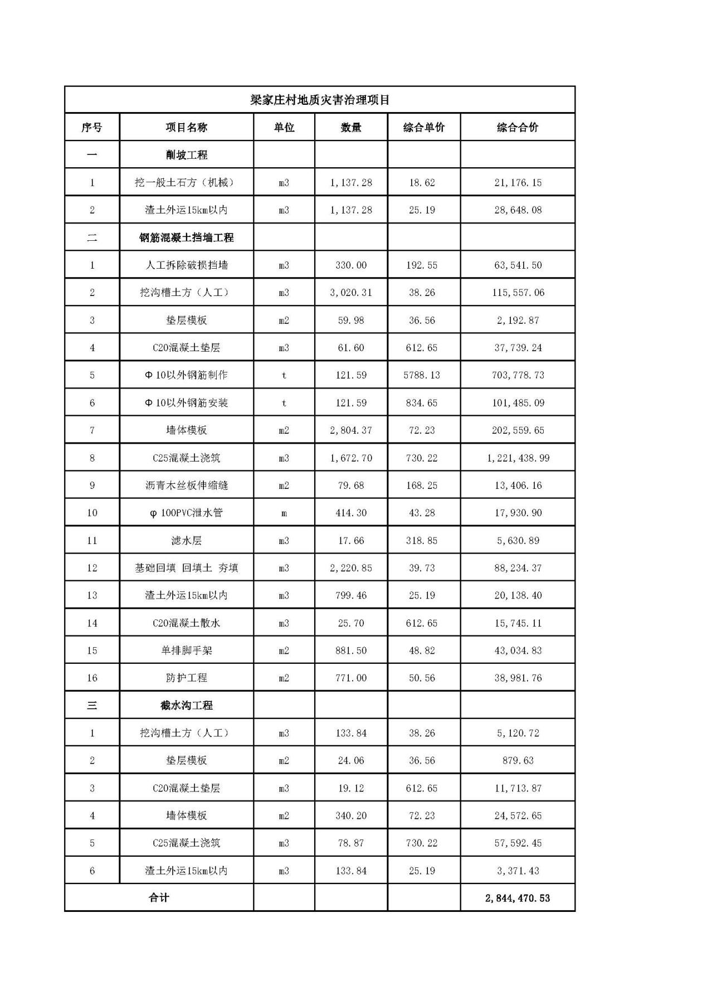 梁家庄村地质灾害治理项目
序号 项目名称 单位 数量 综合单价 综合合价
一 削坡工程
1 挖一般土石方（机械） m3 1,137.28 18.62 21,176.15
2 渣土外运15km以内 m3 1,137.28 25.19 28,648.08
二 钢筋混凝土挡墙工程
1 人工拆除破损挡墙 m3 330.00 192.55 63,541.50
2 挖沟槽土方（人工） m3 3,020.31 38.26 115,557.06
3 垫层模板 m2 59.98 36.56 2,192.87
4 C20混凝土垫层 m3 61.60 612.65 37,739.24
5 Φ10以外钢筋制作 t 121.59 5788.13 703,778.73
6 Φ10以外钢筋安装 t 121.59 834.65 101,485.09
7 墙体模板 m2 2,804.37 72.23 202,559.65
8 C25混凝土浇筑 m3 1,672.70 730.22 1,221,438.99
9 沥青木丝板伸缩缝 m2 79.68 168.25 13,406.16
10 φ100PVC泄水管 m 414.30 43.28 17,930.90
11 滤水层 m3 17.66 318.85 5,630.89
12 基础回填 回填土 夯填 m3 2,220.85 39.73 88,234.37
13 渣土外运15km以内 m3 799.46 25.19 20,138.40
14 C20混凝土散水 m3 25.70 612.65 15,745.11
15 单排脚手架 m2 881.50 48.82 43,034.83
16 防护工程 m2 771.00 50.56 38,981.76
三 截水沟工程
1 挖沟槽土方（人工） m3 133.84 38.26 5,120.72
2 垫层模板 m2 24.06 36.56 879.63
3 C20混凝土垫层 m3 19.12 612.65 11,713.87
4 墙体模板 m2 340.20 72.23 24,572.65
5 C25混凝土浇筑 m3 78.87 730.22 57,592.45
6 渣土外运15km以内 m3 133.84 25.19 3,371.43
合计 2,844,470.53